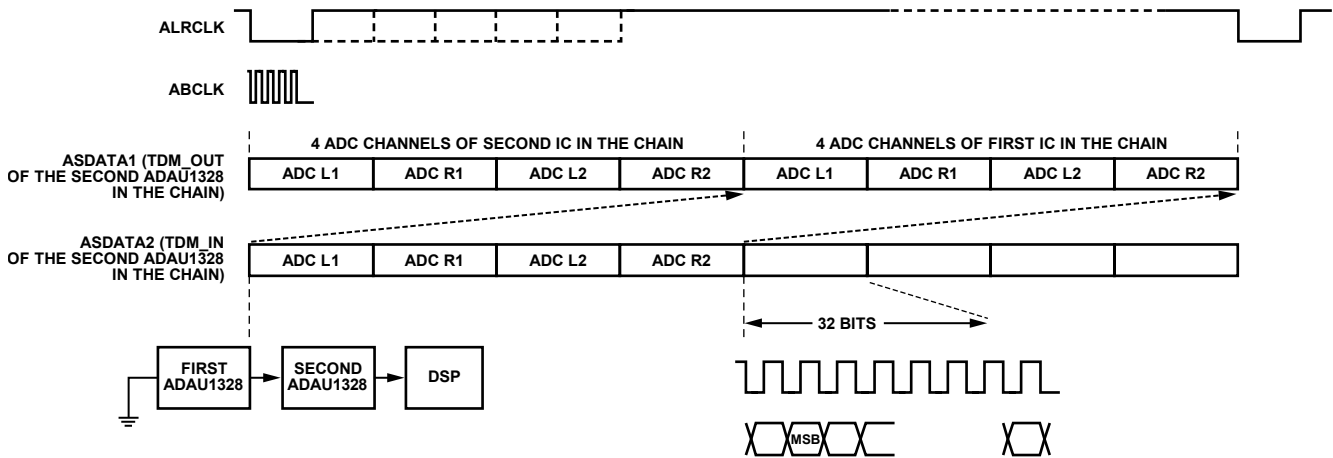 ALRCLK
ABCLK
4 ADC CHANNELS OF SECOND IC IN THE CHAIN
4 ADC CHANNELS OF FIRST IC IN THE CHAIN
ASDATA1 (TDM_OUT
OF THE SECOND ADAU1328
IN THE CHAIN)
ADC L1
ADC R1
ADC L2
ADC R2
ADC L1
ADC R1
ADC L2
ADC R2
ASDATA2 (TDM_IN
OF THE SECOND ADAU1328
IN THE CHAIN)
ADC L1
ADC R1
ADC L2
ADC R2
32 BITS
FIRST
ADAU1328
SECOND
ADAU1328
DSP
MSB